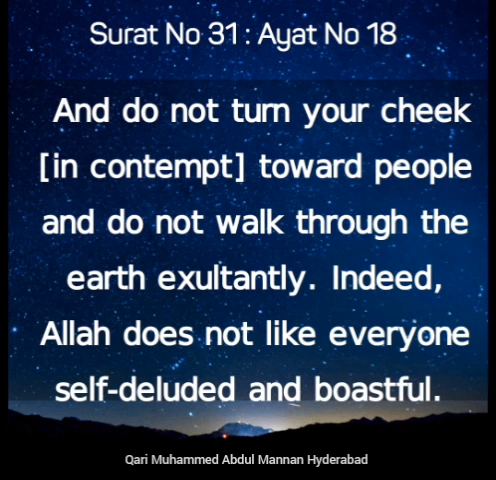 Surat No 31 : Ayat No 18
And do not turn your cheek
[in contempt] toward people
and do not walk through the
earth exultantly. Indeed,
Allah does not like everyone
self-deluded and boastful.
Qari Muhammed Abdul Mannan Hyderabad